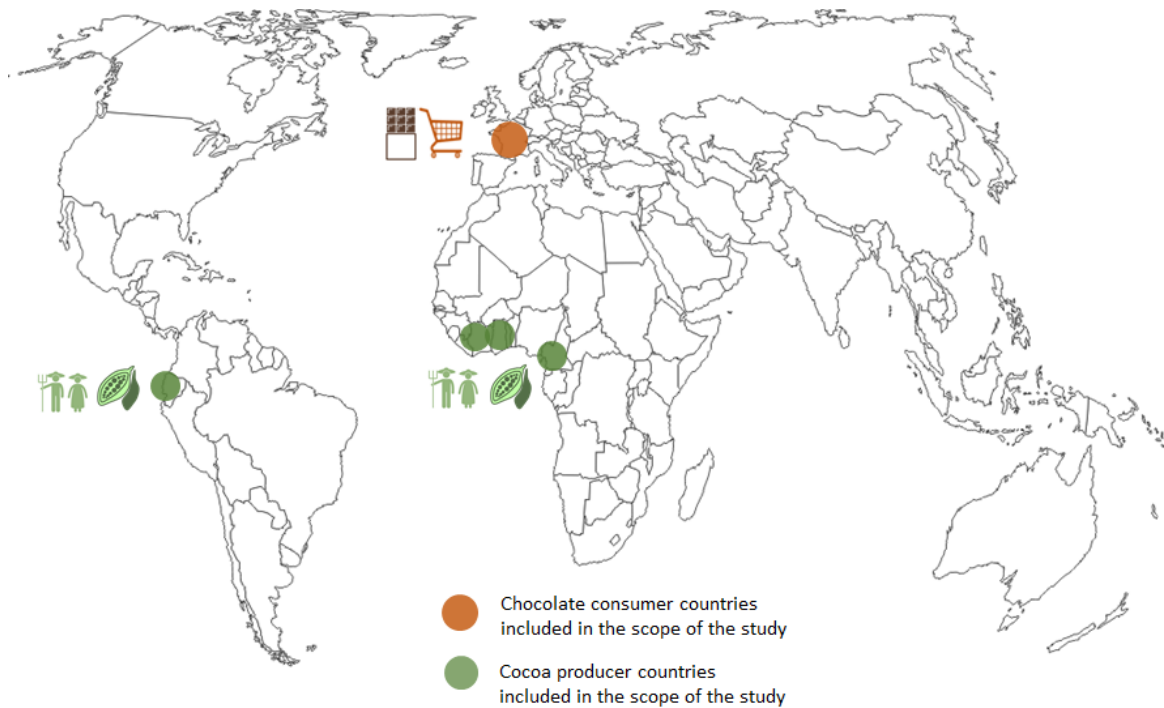 Chocolate consumer countries
included in the scope of the study
Cocoa producer countries
included in the scope of the study